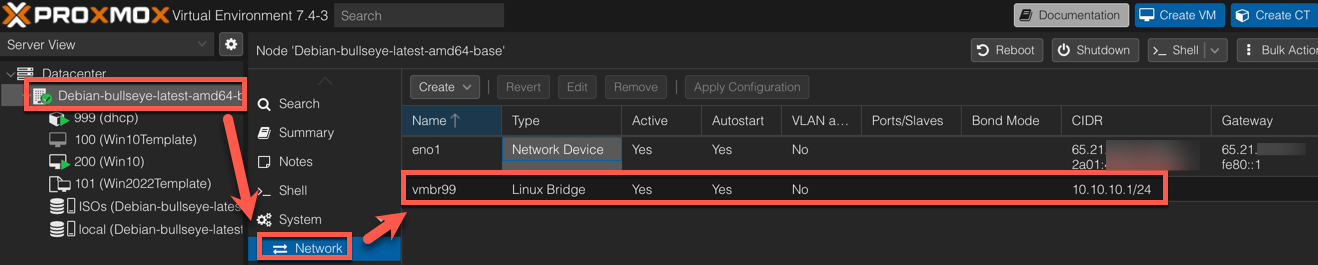 PROXMOX Virtual Environment 7.4-3 Search Documentation Create VM Create CT
Server View
Node 'Debian-bullseye-latest-amd64-base' Reboot Shutdown >_ Shell Bulk Action
Datacenter
Debian-bullseye-latest-amd64-b
999 (dhcp)
100 (Win10Template)
200 (Win10)
101 (Win2022Template)
ISOs (Debian-bullseye-latest
local (Debian-bullseye-latest
Search
Summary
Notes
>_ Shell
System
Network
Create Revert Edit Remove Apply Configuration
Name Type Active Autostart VLAN a... Ports/Slaves Bond Mode CIDR Gateway
eno1 Network Device Yes Yes No 65.21. 65.21.
2a01: fe80::1
vmbr99 Linux Bridge Yes Yes No 10.10.10.1/24